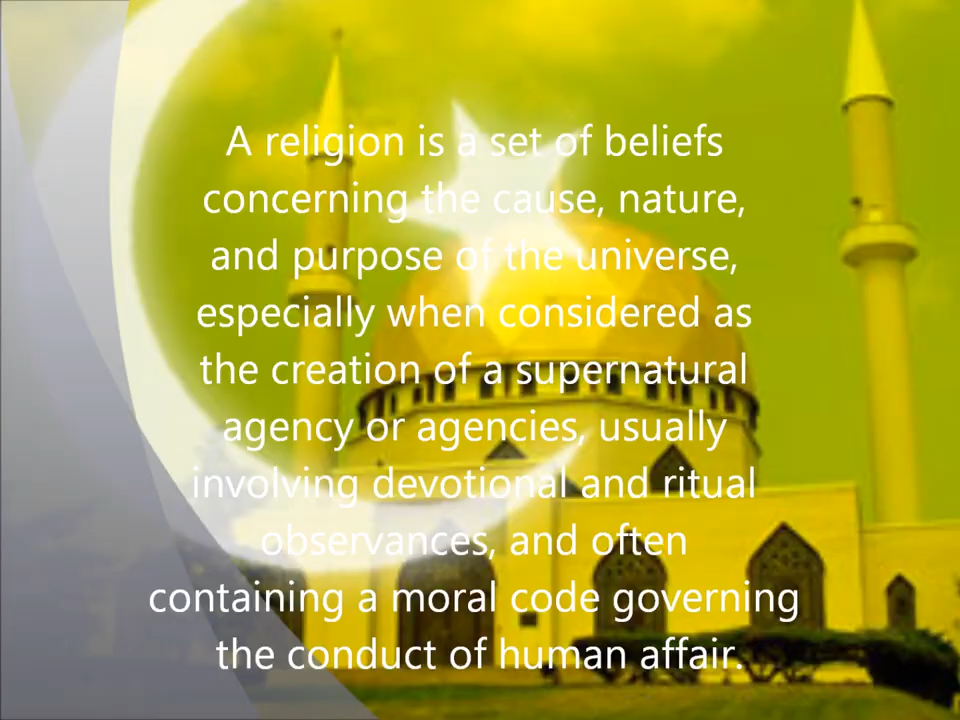 A religion is a set of beliefs
concerning the cause, nature,
and purpose of the universe,
especially when considered as
the creation of a supernatural
agency or agencies, usually
involving devotional and ritual
observances, and often
containing a moral code governing
the conduct of human affair.